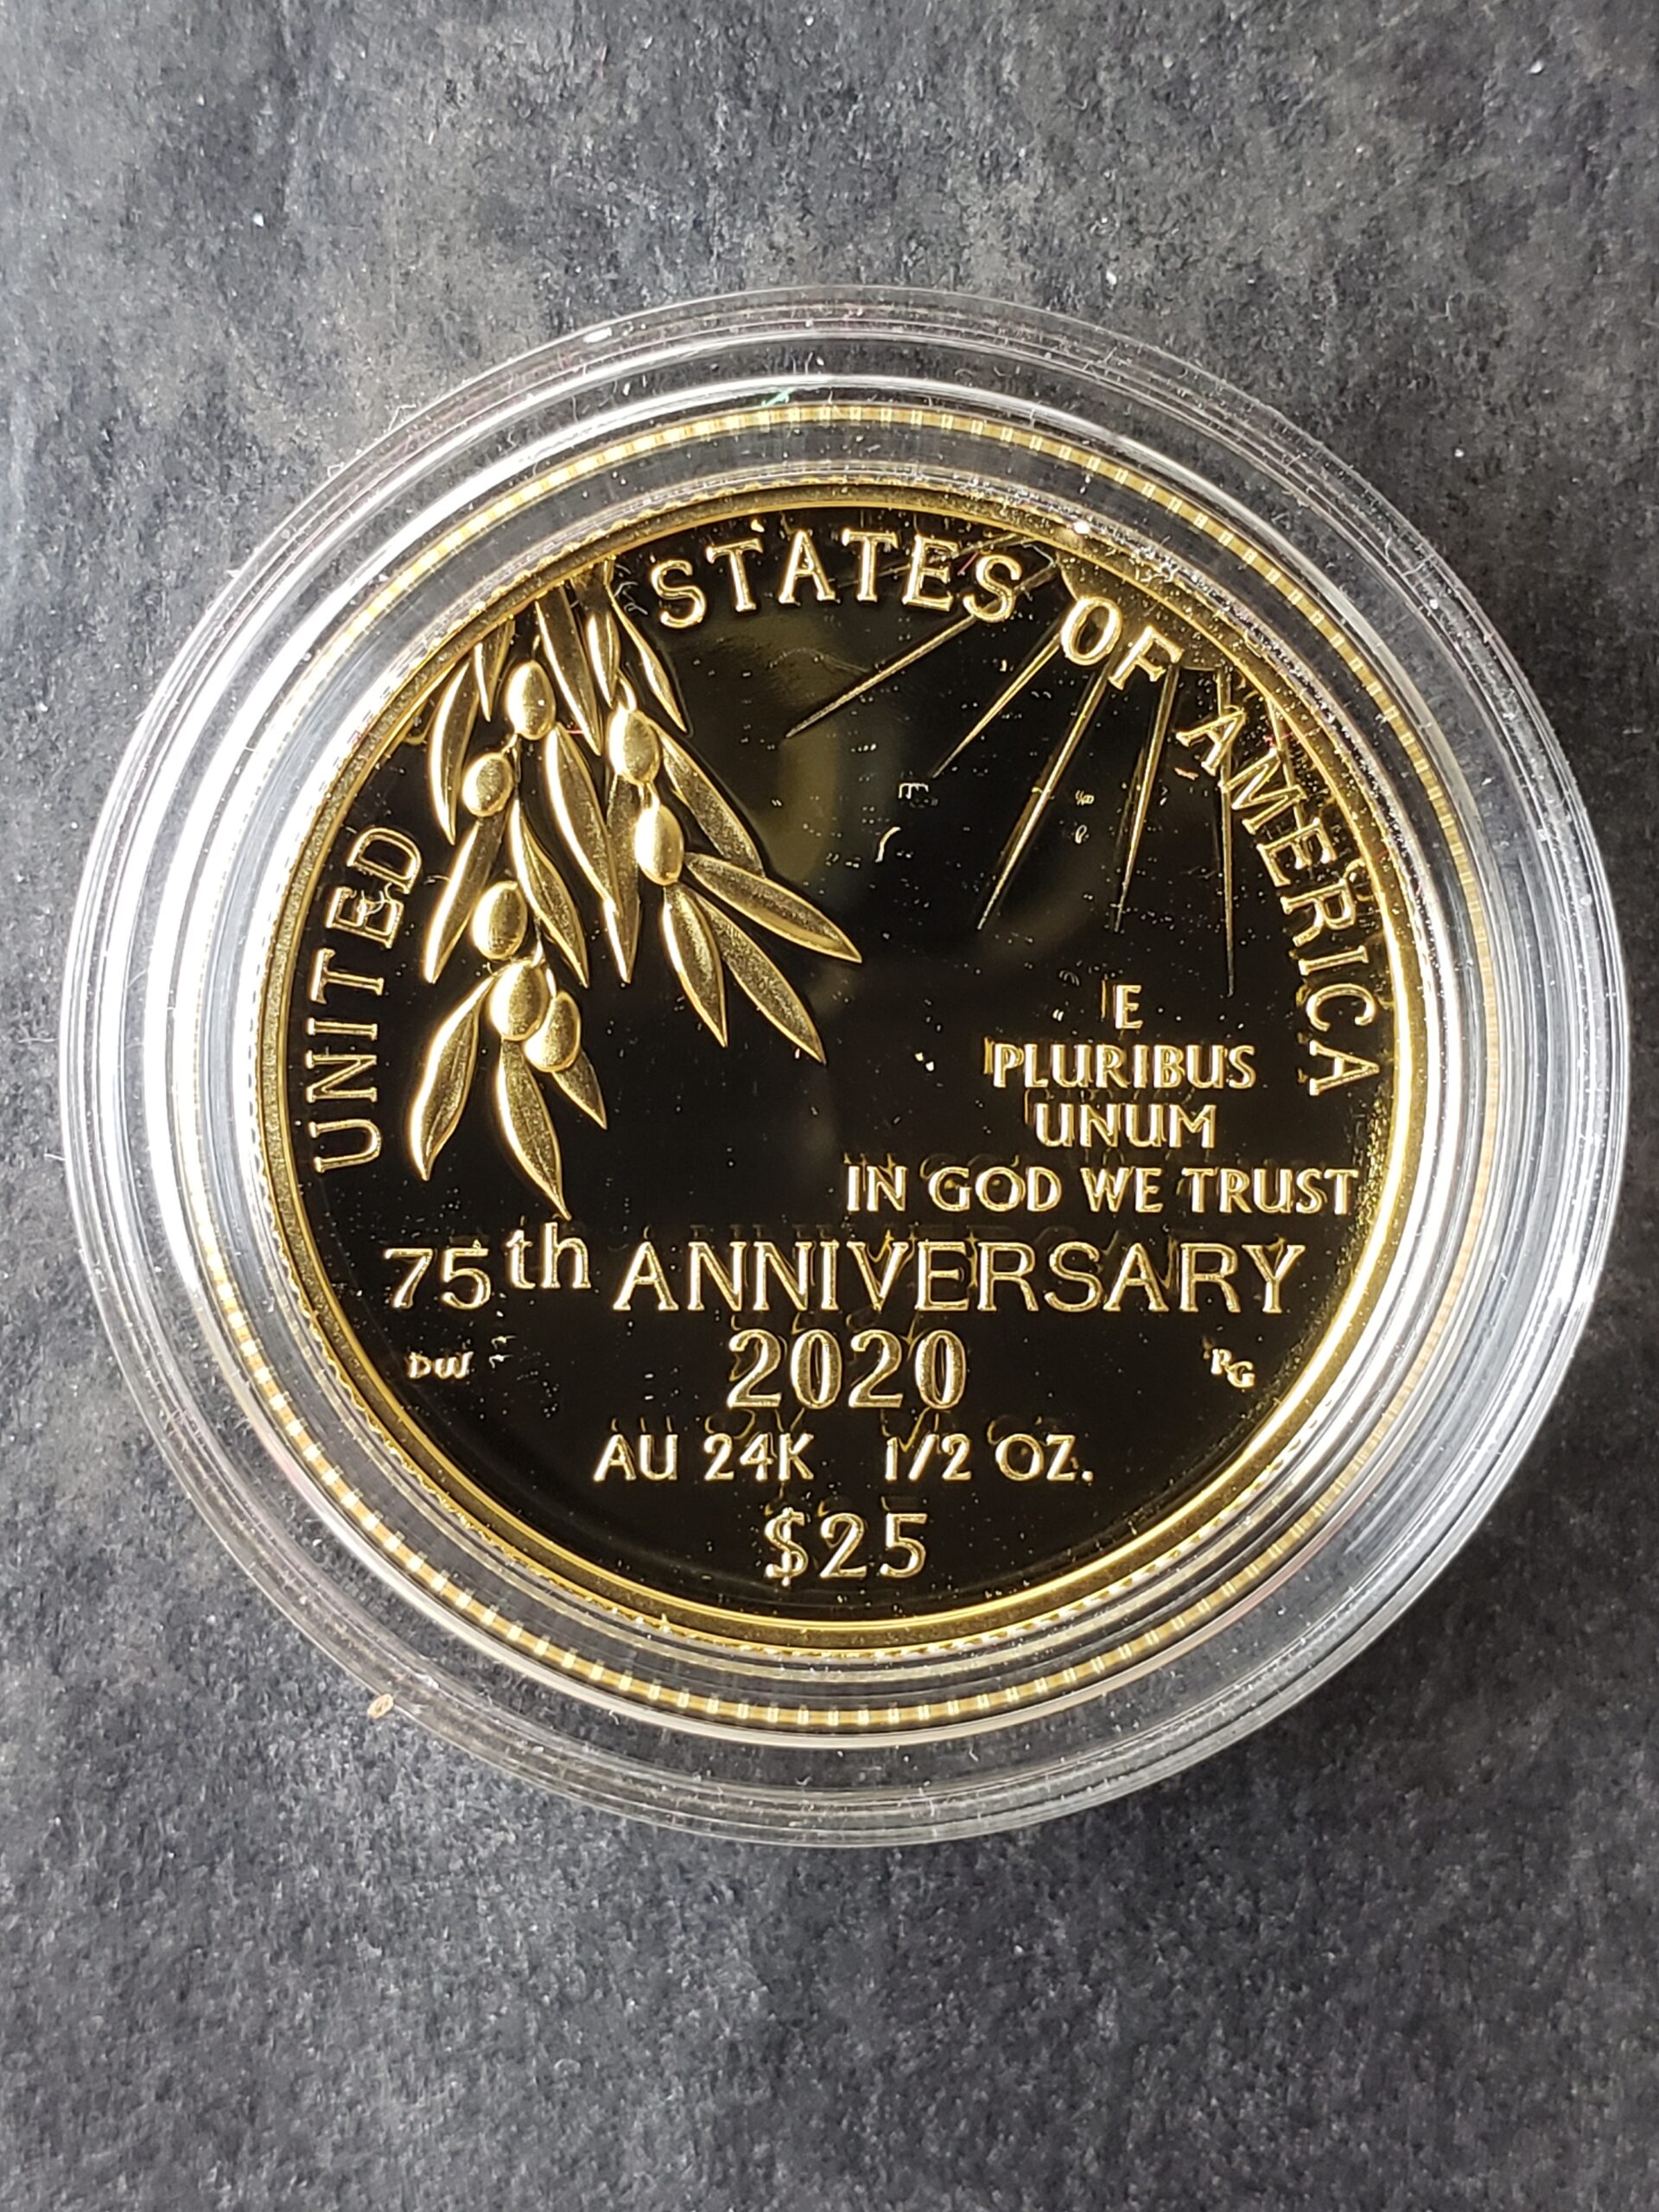 UNITED STATES OF AMERICA
E
PLURIBUS
UNUM
IN GOD WE TRUST
75th ANNIVERSARY
2020
DW
RG
AU 24K 1/2 OZ.
$25